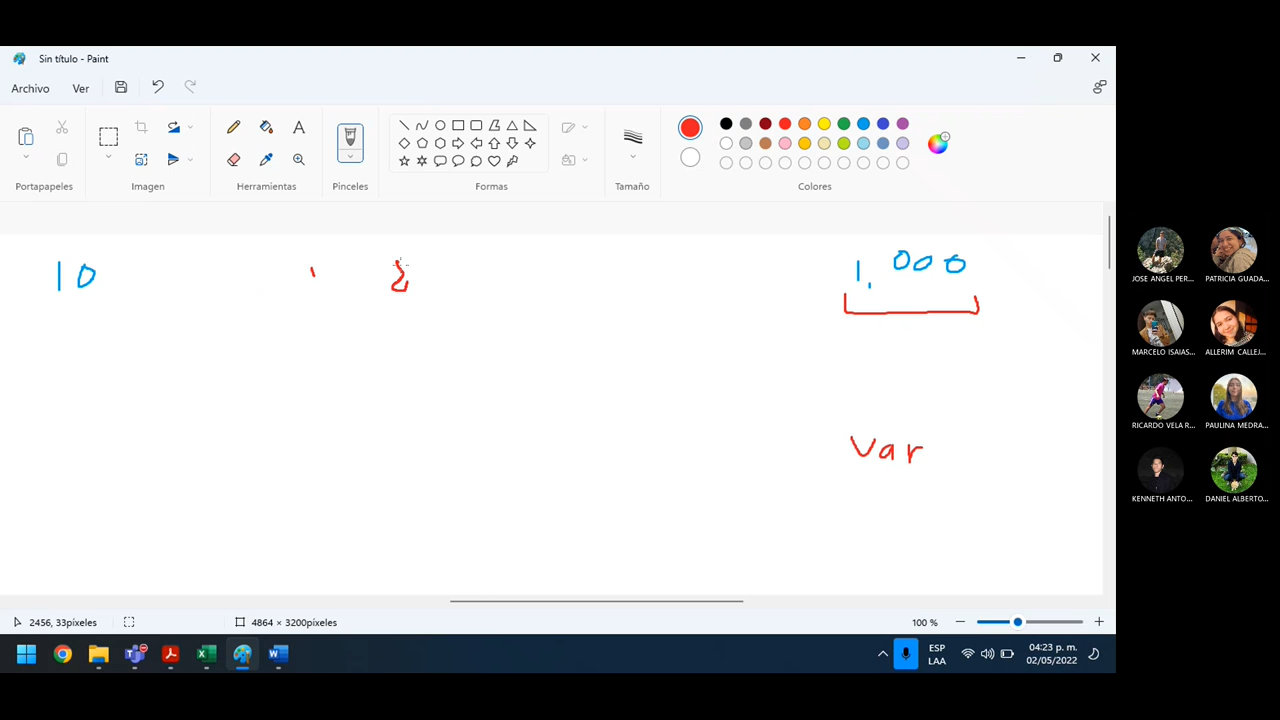 Sin título - Paint
Archivo Ver
Portapapeles Imagen Herramientas Pinceles Formas Tamaño Colores
10 2 1,000
var
JOSE ANGEL PER... PATRICIA GUADA...
MARCELO ISAIAS... ALLERIM CALLEJ...
RICARDO VELA R... PAULINA MEDRA...
KENNETH ANTO... DANIEL ALBERTO...
2456, 33píxeles 4864 × 3200píxeles 100 %
ESP
LAA
04:23 p. m.
02/05/2022